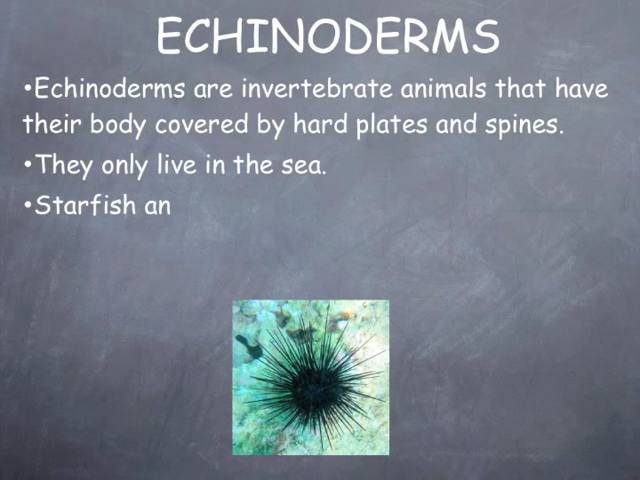 ECHINODERMS
•Echinoderms are invertebrate animals that have
their body covered by hard plates and spines.
•They only live in the sea.
•Starfish an